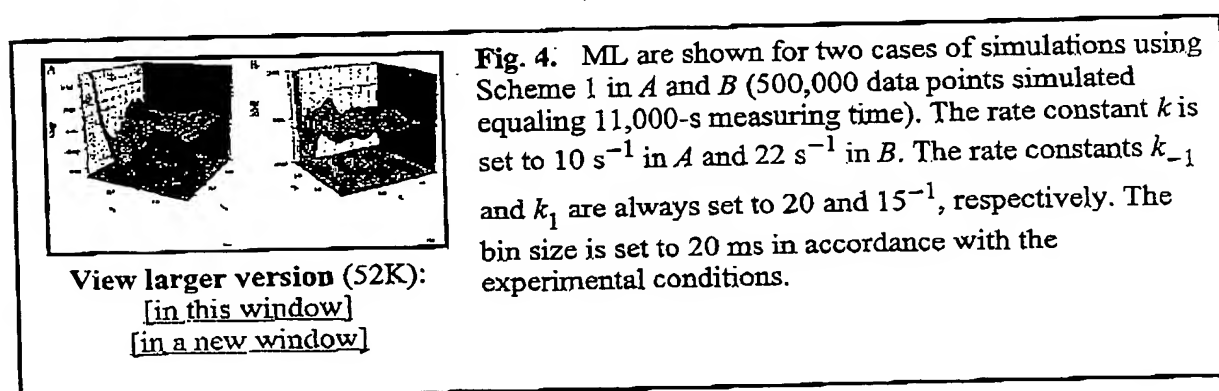 Fig. 4. ML are shown for two cases of simulations using
Scheme 1 in A and B (500,000 data points simulated
equaling 11,000-s measuring time). The rate constant k is
set to 10 s⁻¹ in A and 22 s⁻¹ in B. The rate constants k₋₁
and k₁ are always set to 20 and 15⁻¹, respectively. The
bin size is set to 20 ms in accordance with the
experimental conditions.
A
View larger version (52K):
[in this window]
[in a new window]